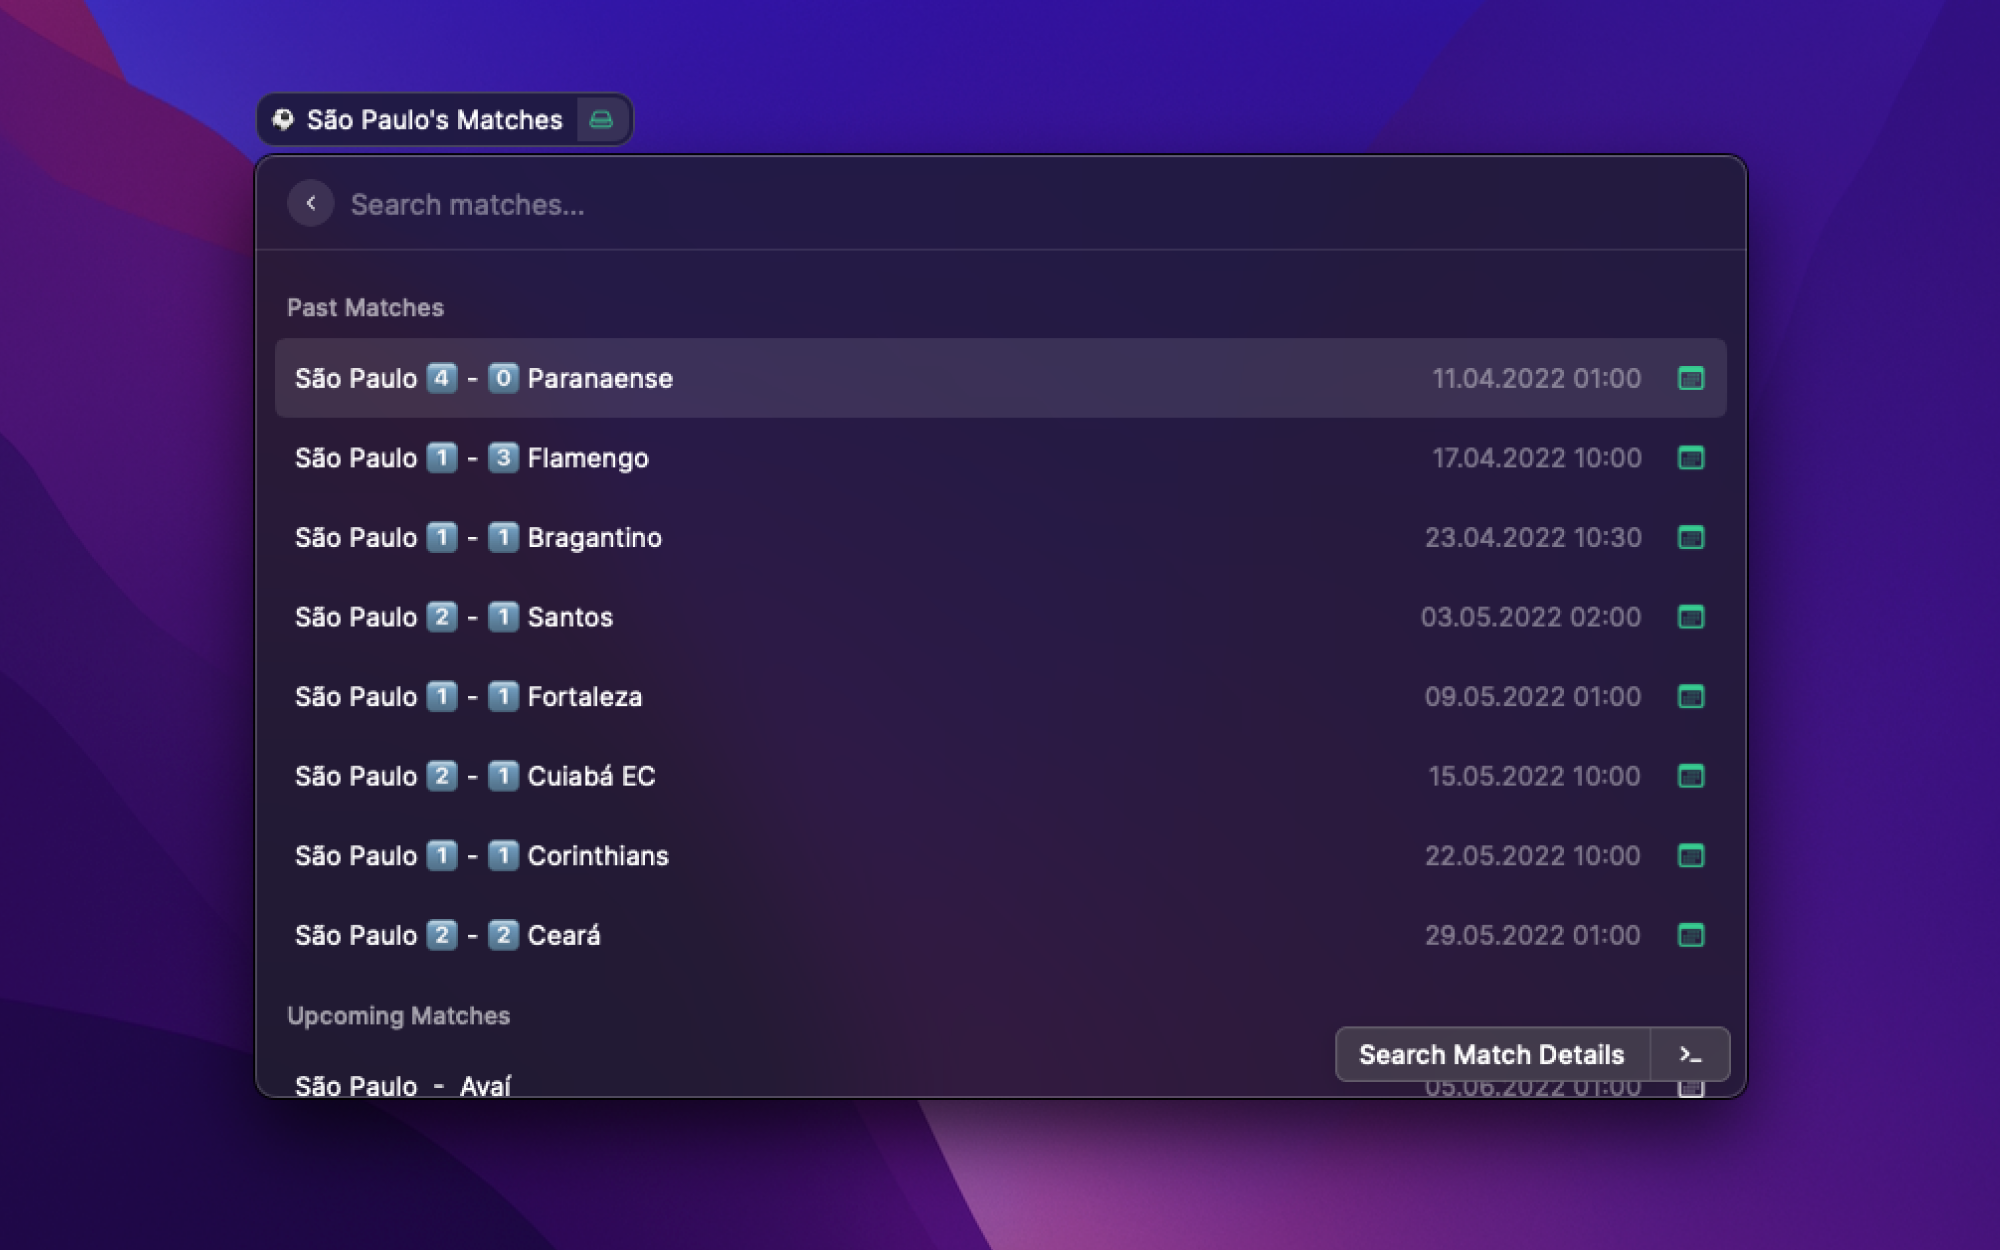 São Paulo's Matches
Search matches...
Past Matches
São Paulo 4 - 0 Paranaense 11.04.2022 01:00
São Paulo 1 - 3 Flamengo 17.04.2022 10:00
São Paulo 1 - 1 Bragantino 23.04.2022 10:30
São Paulo 2 - 1 Santos 03.05.2022 02:00
São Paulo 1 - 1 Fortaleza 09.05.2022 01:00
São Paulo 2 - 1 Cuiabá EC 15.05.2022 10:00
São Paulo 1 - 1 Corinthians 22.05.2022 10:00
São Paulo 2 - 2 Ceará 29.05.2022 01:00
Upcoming Matches
Search Match Details >_
São Paulo - Avaí 05.06.2022 01:00